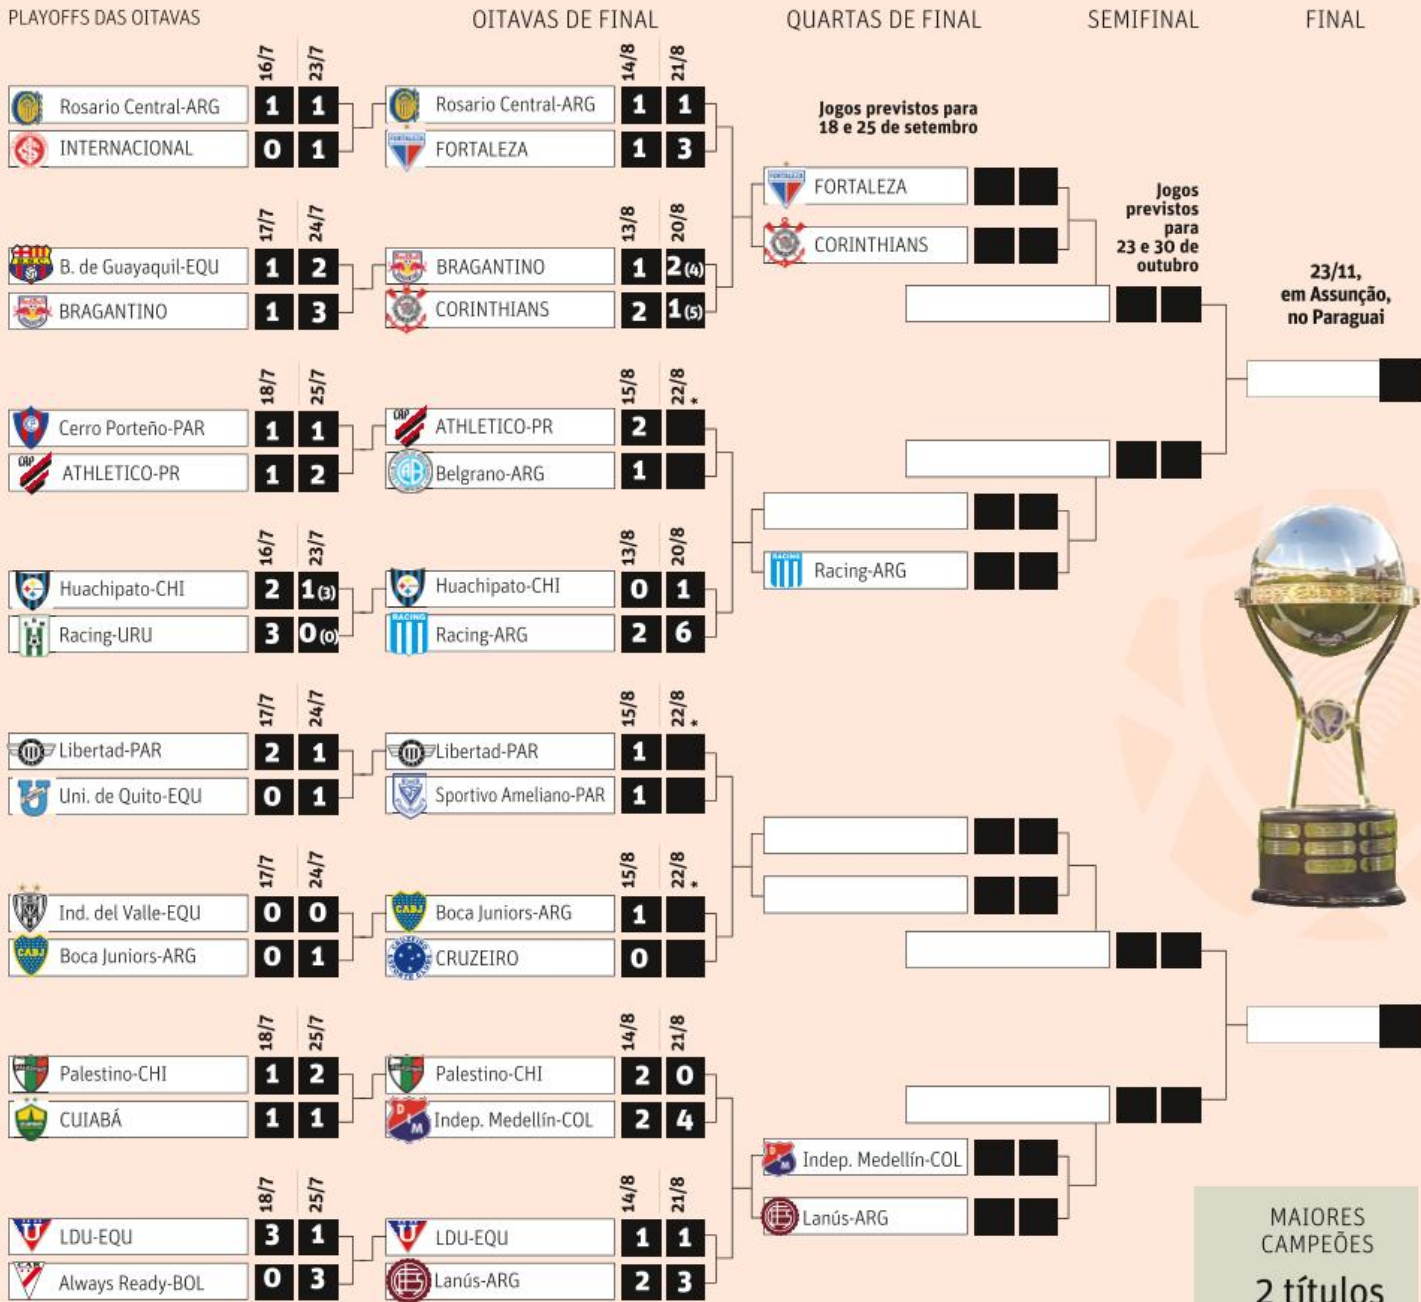 PLAYOFFS DAS OITAVAS
OITAVAS DE FINAL
QUARTAS DE FINAL
SEMIFINAL
FINAL
16/7 23/7
Rosario Central-ARG 1 1
INTERNACIONAL 0 1
17/7 24/7
B. de Guayaquil-EQU 1 2
BRAGANTINO 1 3
18/7 25/7
Cerro Porteño-PAR 1 1
ATHLETICO-PR 1 2
16/7 23/7
Huachipato-CHI 2 1 (3)
Racing-URU 3 0 (0)
17/7 24/7
Libertad-PAR 2 1
Uni. de Quito-EQU 0 1
17/7 24/7
Ind. del Valle-EQU 0 0
Boca Juniors-ARG 0 1
18/7 25/7
Palestino-CHI 1 2
CUIABÁ 1 1
18/7 25/7
LDU-EQU 3 1
Always Ready-BOL 0 3
14/8 21/8
Rosario Central-ARG 1 1
FORTALEZA 1 3
13/8 20/8
BRAGANTINO 1 2 (4)
CORINTHIANS 2 1 (5)
15/8 22/8 *
ATHLETICO-PR 2
Belgrano-ARG 1
13/8 20/8
Huachipato-CHI 0 1
Racing-ARG 2 6
15/8 22/8 *
Libertad-PAR 1
Sportivo Ameliano-PAR 1
15/8 22/8 *
Boca Juniors-ARG 1
CRUZEIRO 0
14/8 21/8
Palestino-CHI 2 0
Indep. Medellín-COL 2 4
14/8 21/8
LDU-EQU 1 1
Lanús-ARG 2 3
Jogos previstos para
18 e 25 de setembro
FORTALEZA
CORINTHIANS
Racing-ARG
Indep. Medellín-COL
Lanús-ARG
Jogos
previstos
para
23 e 30 de
outubro
23/11,
em Assunção,
no Paraguai
MAIORES
CAMPEÕES
2 títulos